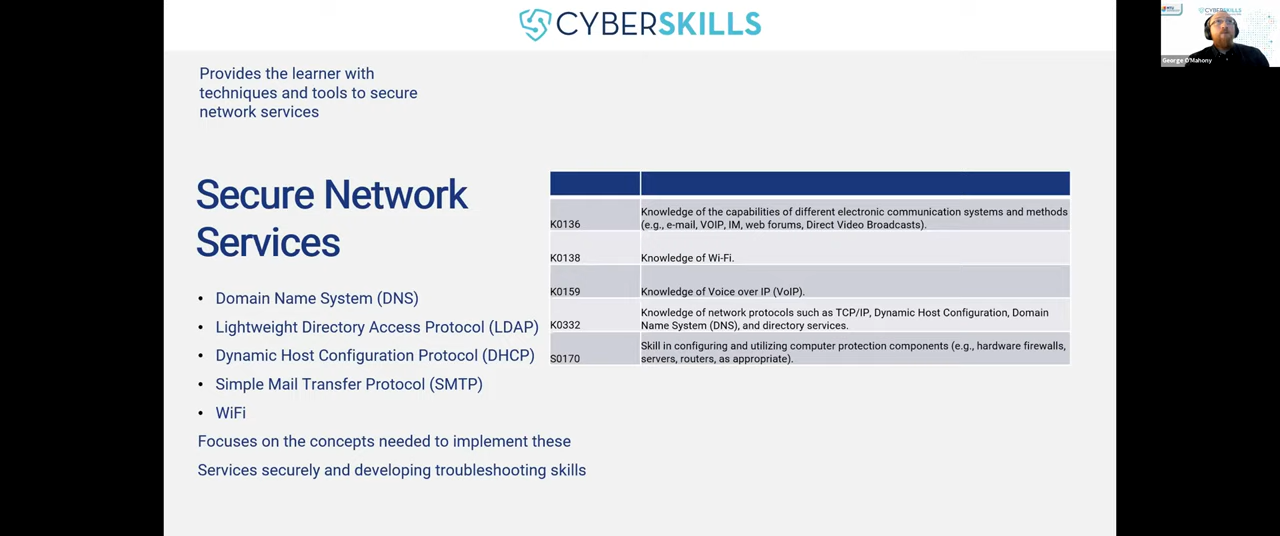 CYBERSKILLS
George O'Mahony
Provides the learner with
techniques and tools to secure
network services
Secure Network
Services
• Domain Name System (DNS)
• Lightweight Directory Access Protocol (LDAP)
• Dynamic Host Configuration Protocol (DHCP)
• Simple Mail Transfer Protocol (SMTP)
• WiFi
Focuses on the concepts needed to implement these
Services securely and developing troubleshooting skills
Knowledge of the capabilities of different electronic communication systems and methods
K0136 (e.g., e-mail, VOIP, IM, web forums, Direct Video Broadcasts).
K0138 Knowledge of Wi-Fi.
K0159 Knowledge of Voice over IP (VoIP).
Knowledge of network protocols such as TCP/IP, Dynamic Host Configuration, Domain
K0332 Name System (DNS), and directory services.
Skill in configuring and utilizing computer protection components (e.g., hardware firewalls,
S0170 servers, routers, as appropriate).